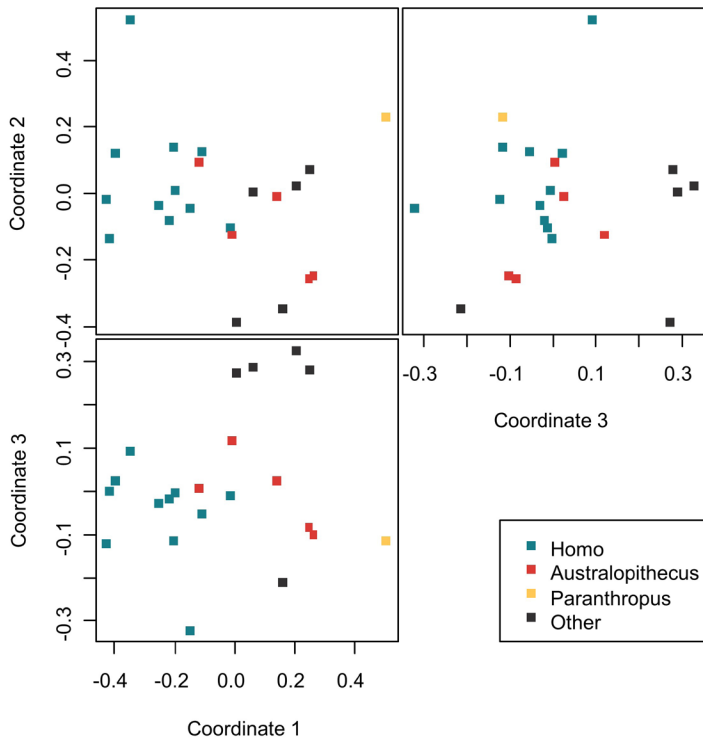 Coordinate 2
0.4
0.2
0.0
-0.2
-0.4
-0.3
-0.1
0.1
0.3
Coordinate 3
Coordinate 3
0.3
0.1
-0.1
-0.3
-0.4
-0.2
0.0
0.2
0.4
Coordinate 1
Homo
Australopithecus
Paranthropus
Other